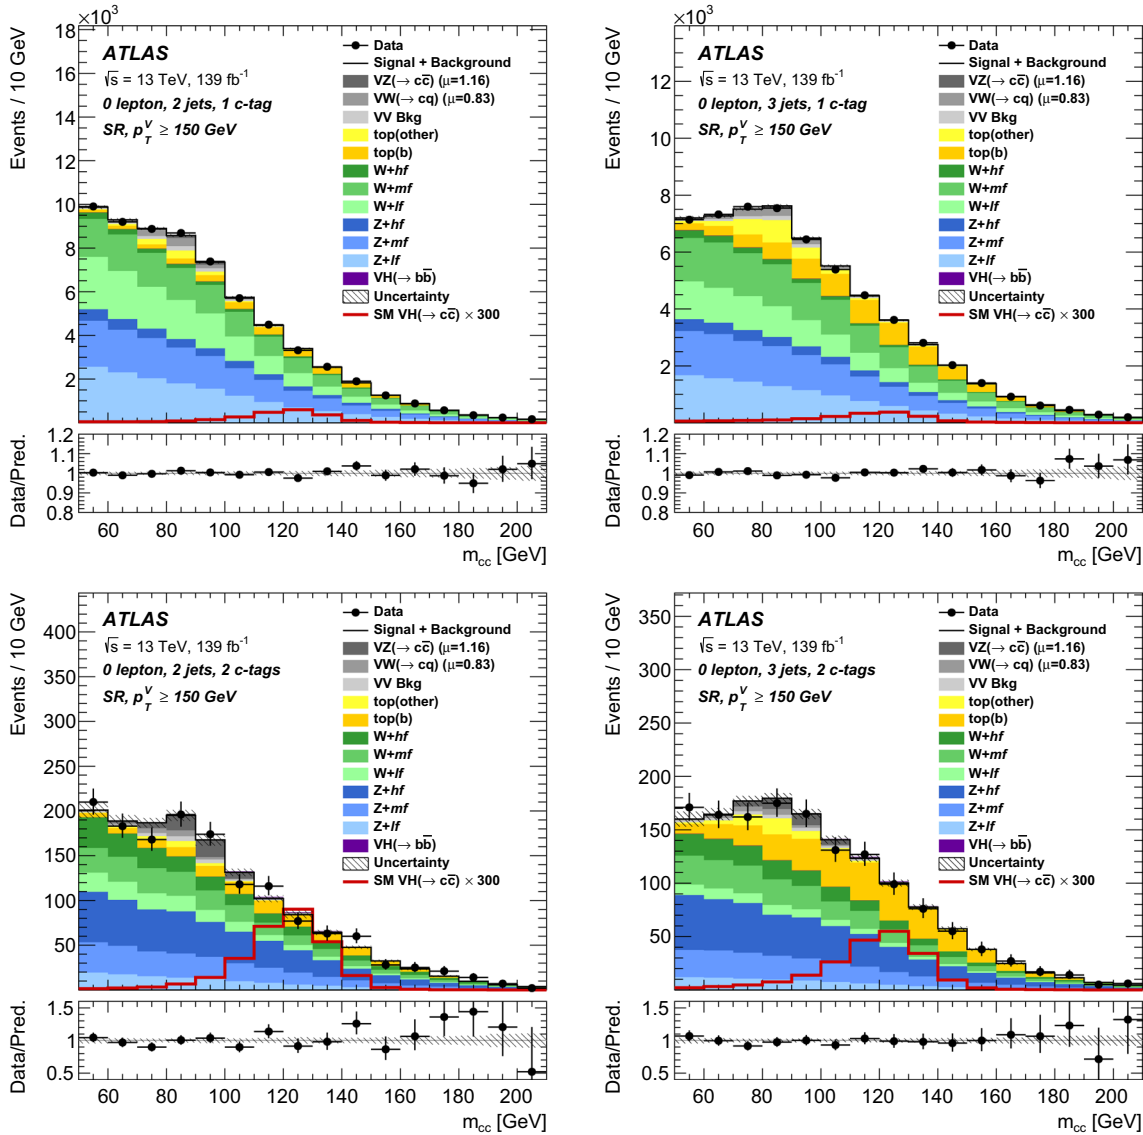 ×10³
Events / 10 GeV
18
16
14
12
10
8
6
4
2
ATLAS
√s = 13 TeV, 139 fb⁻¹
0 lepton, 2 jets, 1 c-tag
SR, p_T^V ≥ 150 GeV
Data
Signal + Background
VZ(→ cc̅) (μ=1.16)
VW(→ cq) (μ=0.83)
VV Bkg
top(other)
top(b)
W+hf
W+mf
W+lf
Z+hf
Z+mf
Z+lf
VH(→ bb̅)
Uncertainty
SM VH(→ cc̅) × 300
Data/Pred.
1.2
1.1
1
0.9
0.8
60 80 100 120 140 160 180 200
m_cc [GeV]
×10³
Events / 10 GeV
12
10
8
6
4
2
ATLAS
√s = 13 TeV, 139 fb⁻¹
0 lepton, 3 jets, 1 c-tag
SR, p_T^V ≥ 150 GeV
Data
Signal + Background
VZ(→ cc̅) (μ=1.16)
VW(→ cq) (μ=0.83)
VV Bkg
top(other)
top(b)
W+hf
W+mf
W+lf
Z+hf
Z+mf
Z+lf
VH(→ bb̅)
Uncertainty
SM VH(→ cc̅) × 300
Data/Pred.
1.2
1.1
1
0.9
0.8
60 80 100 120 140 160 180 200
m_cc [GeV]
Events / 10 GeV
400
350
300
250
200
150
100
50
ATLAS
√s = 13 TeV, 139 fb⁻¹
0 lepton, 2 jets, 2 c-tags
SR, p_T^V ≥ 150 GeV
Data
Signal + Background
VZ(→ cc̅) (μ=1.16)
VW(→ cq) (μ=0.83)
VV Bkg
top(other)
top(b)
W+hf
W+mf
W+lf
Z+hf
Z+mf
Z+lf
VH(→ bb̅)
Uncertainty
SM VH(→ cc̅) × 300
Data/Pred.
1.5
1
0.5
60 80 100 120 140 160 180 200
m_cc [GeV]
Events / 10 GeV
350
300
250
200
150
100
50
ATLAS
√s = 13 TeV, 139 fb⁻¹
0 lepton, 3 jets, 2 c-tags
SR, p_T^V ≥ 150 GeV
Data
Signal + Background
VZ(→ cc̅) (μ=1.16)
VW(→ cq) (μ=0.83)
VV Bkg
top(other)
top(b)
W+hf
W+mf
W+lf
Z+hf
Z+mf
Z+lf
VH(→ bb̅)
Uncertainty
SM VH(→ cc̅) × 300
Data/Pred.
1.5
1
0.5
60 80 100 120 140 160 180 200
m_cc [GeV]